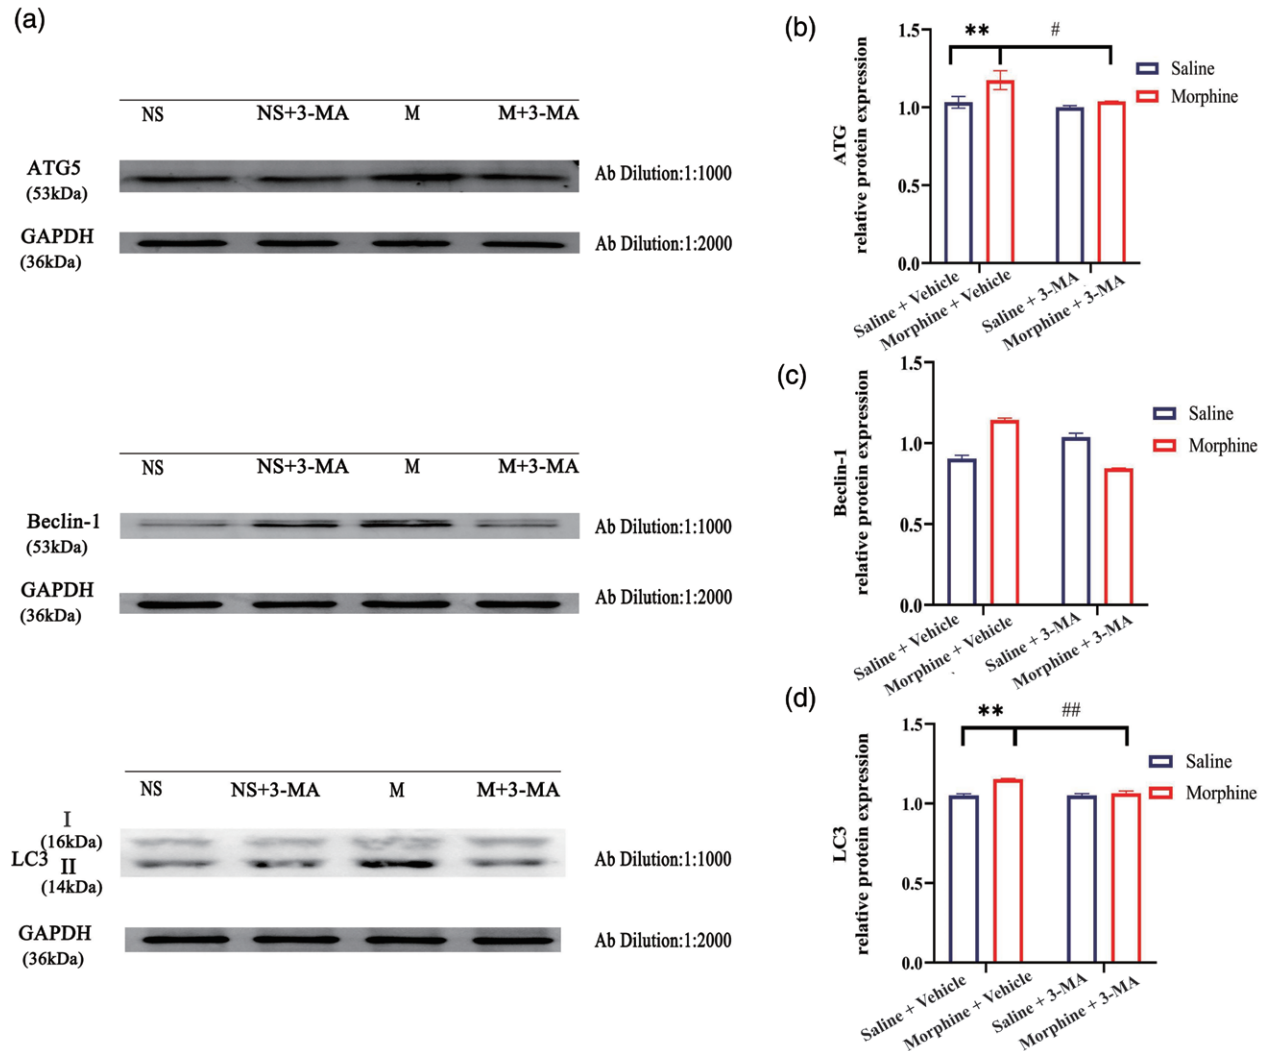 (a)
NS NS+3-MA M M+3-MA
ATG5
(53kDa)
Ab Dilution:1:1000
GAPDH
(36kDa)
Ab Dilution:1:2000
NS NS+3-MA M M+3-MA
Beclin-1
(53kDa)
Ab Dilution:1:1000
GAPDH
(36kDa)
Ab Dilution:1:2000
NS NS+3-MA M M+3-MA
I
(16kDa)
LC3 II
(14kDa)
Ab Dilution:1:1000
GAPDH
(36kDa)
Ab Dilution:1:2000
(b)
ATG
relative protein expression
1.5
1.0
0.5
0.0
** #
Saline
Morphine
Saline + Vehicle
Morphine + Vehicle
Saline + 3-MA
Morphine + 3-MA
(c)
Beclin-1
relative protein expression
1.5
1.0
0.5
0.0
Saline
Morphine
Saline + Vehicle
Morphine + Vehicle
Saline + 3-MA
Morphine + 3-MA
(d)
LC3
relative protein expression
1.5
1.0
0.5
0.0
** ##
Saline
Morphine
Saline + Vehicle
Morphine + Vehicle
Saline + 3-MA
Morphine + 3-MA